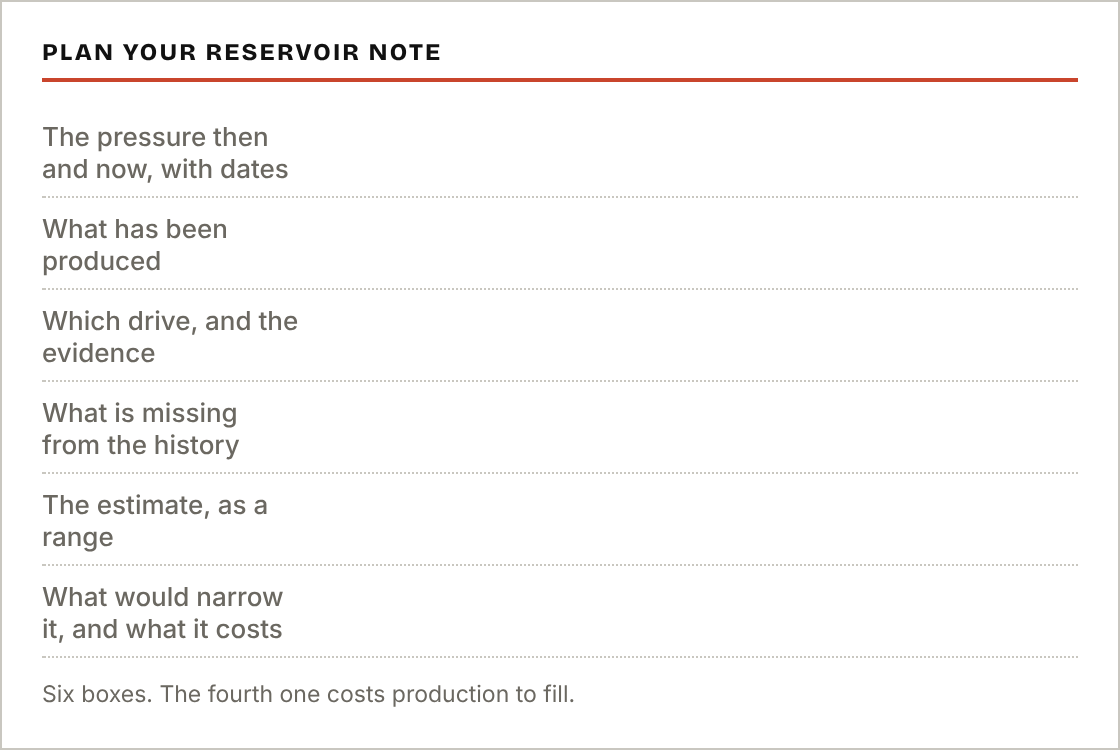 PLAN YOUR RESERVOIR NOTE
The pressure then
and now, with dates
What has been
produced
Which drive, and the
evidence
What is missing
from the history
The estimate, as a
range
What would narrow
it, and what it costs
Six boxes. The fourth one costs production to fill.